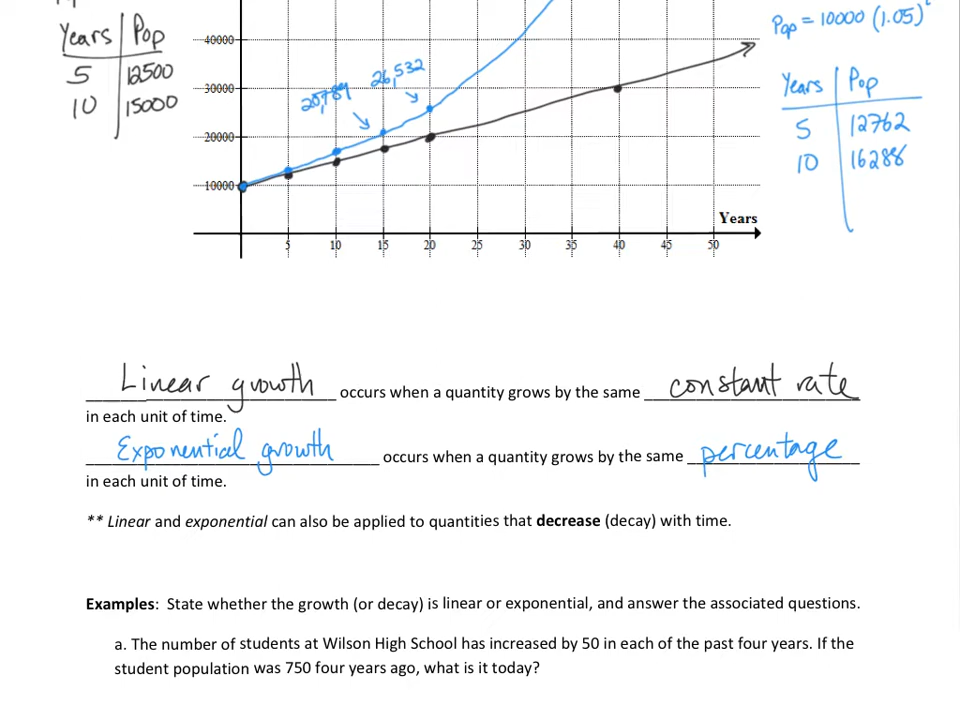 Years Pop
5 12500
10 15000
40000
30000
20000
10000
20,789
26,532
Years
5 10 15 20 25 30 35 40 45 50
Pop = 10000 (1.05)
Years Pop
5 12762
10 16288
Linear growth occurs when a quantity grows by the same constant rate
in each unit of time.
Exponential growth occurs when a quantity grows by the same percentage
in each unit of time.
** Linear and exponential can also be applied to quantities that decrease (decay) with time.
Examples: State whether the growth (or decay) is linear or exponential, and answer the associated questions.
a. The number of students at Wilson High School has increased by 50 in each of the past four years. If the
student population was 750 four years ago, what is it today?